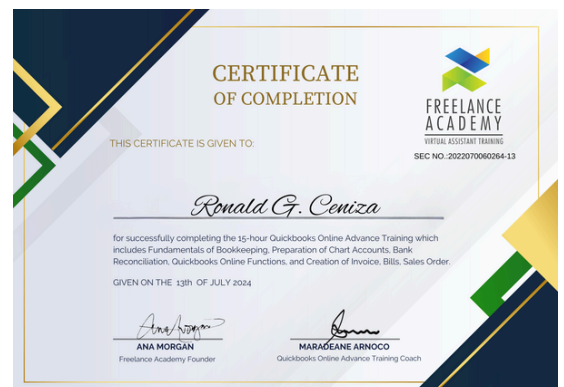 CERTIFICATE
OF COMPLETION
FREELANCE
ACADEMY
VIRTUAL ASSISTANT TRAINING
SEC NO.:2022070060264-13
THIS CERTIFICATE IS GIVEN TO:
Ronald G. Ceniza
for successfully completing the 15-hour Quickbooks Online Advance Training which
includes Fundamentals of Bookkeeping, Preparation of Chart Accounts, Bank
Reconciliation, Quickbooks Online Functions, and Creation of Invoice, Bills, Sales Order.
GIVEN ON THE 13th OF JULY 2024
Ana Morgan
ANA MORGAN
Freelance Academy Founder
MARADEANE ARNOCO
Quickbooks Online Advance Training Coach